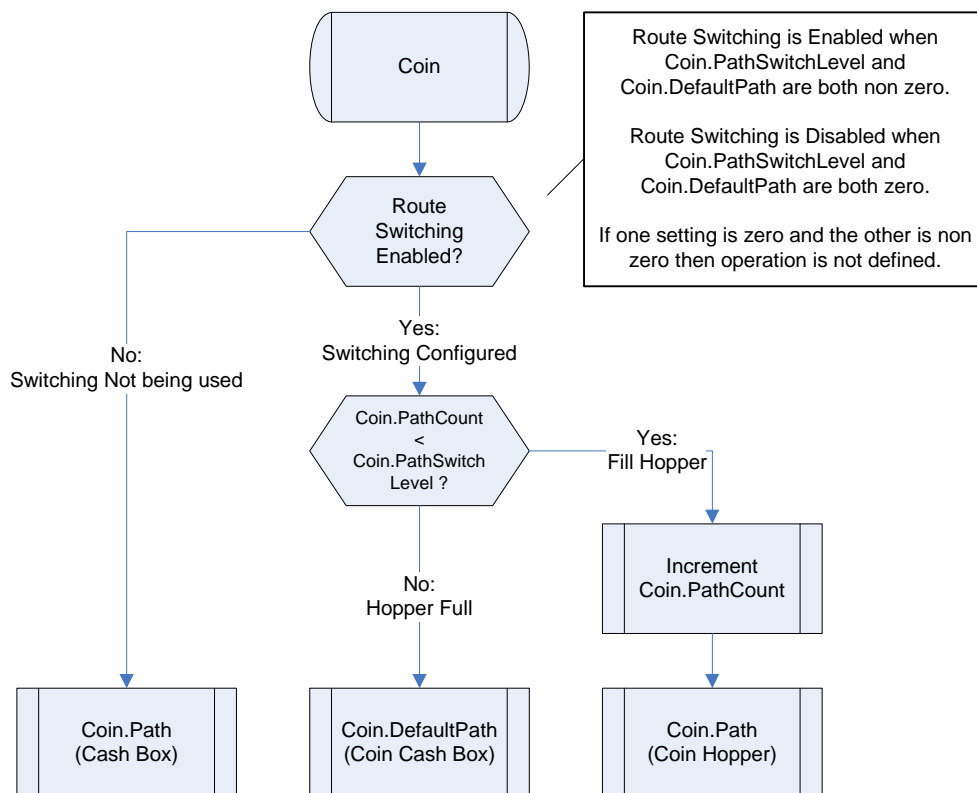 Coin
Route Switching is Enabled when
Coin.PathSwitchLevel and
Coin.DefaultPath are both non zero.
Route Switching is Disabled when
Coin.PathSwitchLevel and
Coin.DefaultPath are both zero.
If one setting is zero and the other is non
zero then operation is not defined.
Route
Switching
Enabled?
No:
Switching Not being used
Yes:
Switching Configured
Coin.PathCount
<
Coin.PathSwitch
Level ?
Yes:
Fill Hopper
Increment
Coin.PathCount
No:
Hopper Full
Coin.Path
(Cash Box)
Coin.DefaultPath
(Coin Cash Box)
Coin.Path
(Coin Hopper)